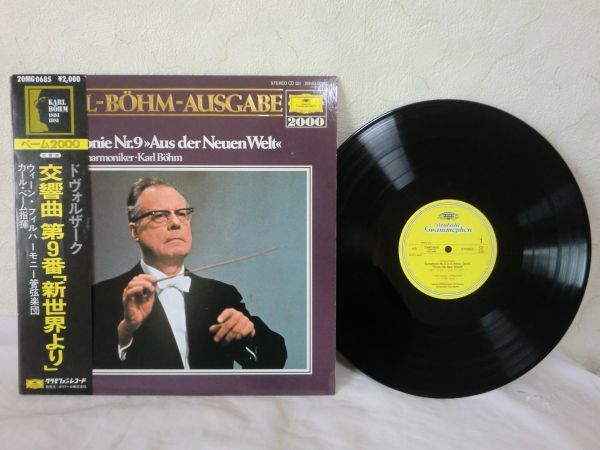 20MG 0685 ¥2,000
KARL
BÖHM
1894
1981
ベーム2000
ドヴォルザーク
交響曲 第9番「新世界より」
ウィーン・フィルハーモニー管弦楽団
カール・ベーム指揮
グラモフォン・レコード
STEREO
L-BÖHM-AUSGABE
2000
onie Nr.9 »Aus der Neuen Welt«
harmoniker · Karl Böhm
Deutsche
Grammophon
1
STEREO